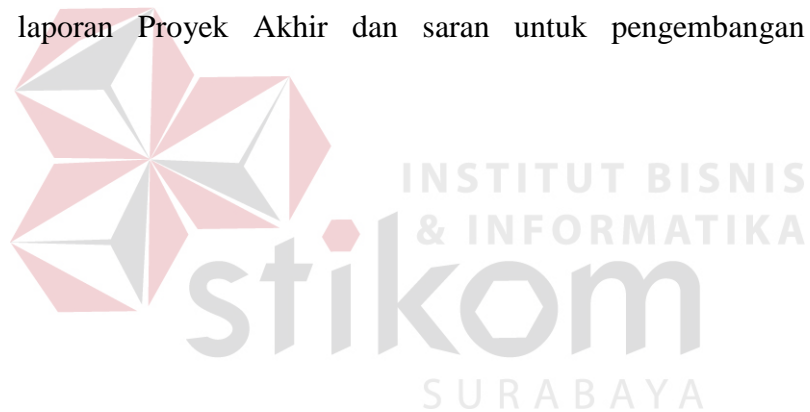 laporan Proyek Akhir dan saran untuk pengembangan
INSTITUT BISNIS
& INFORMATIKA
stikom
SURABAYA